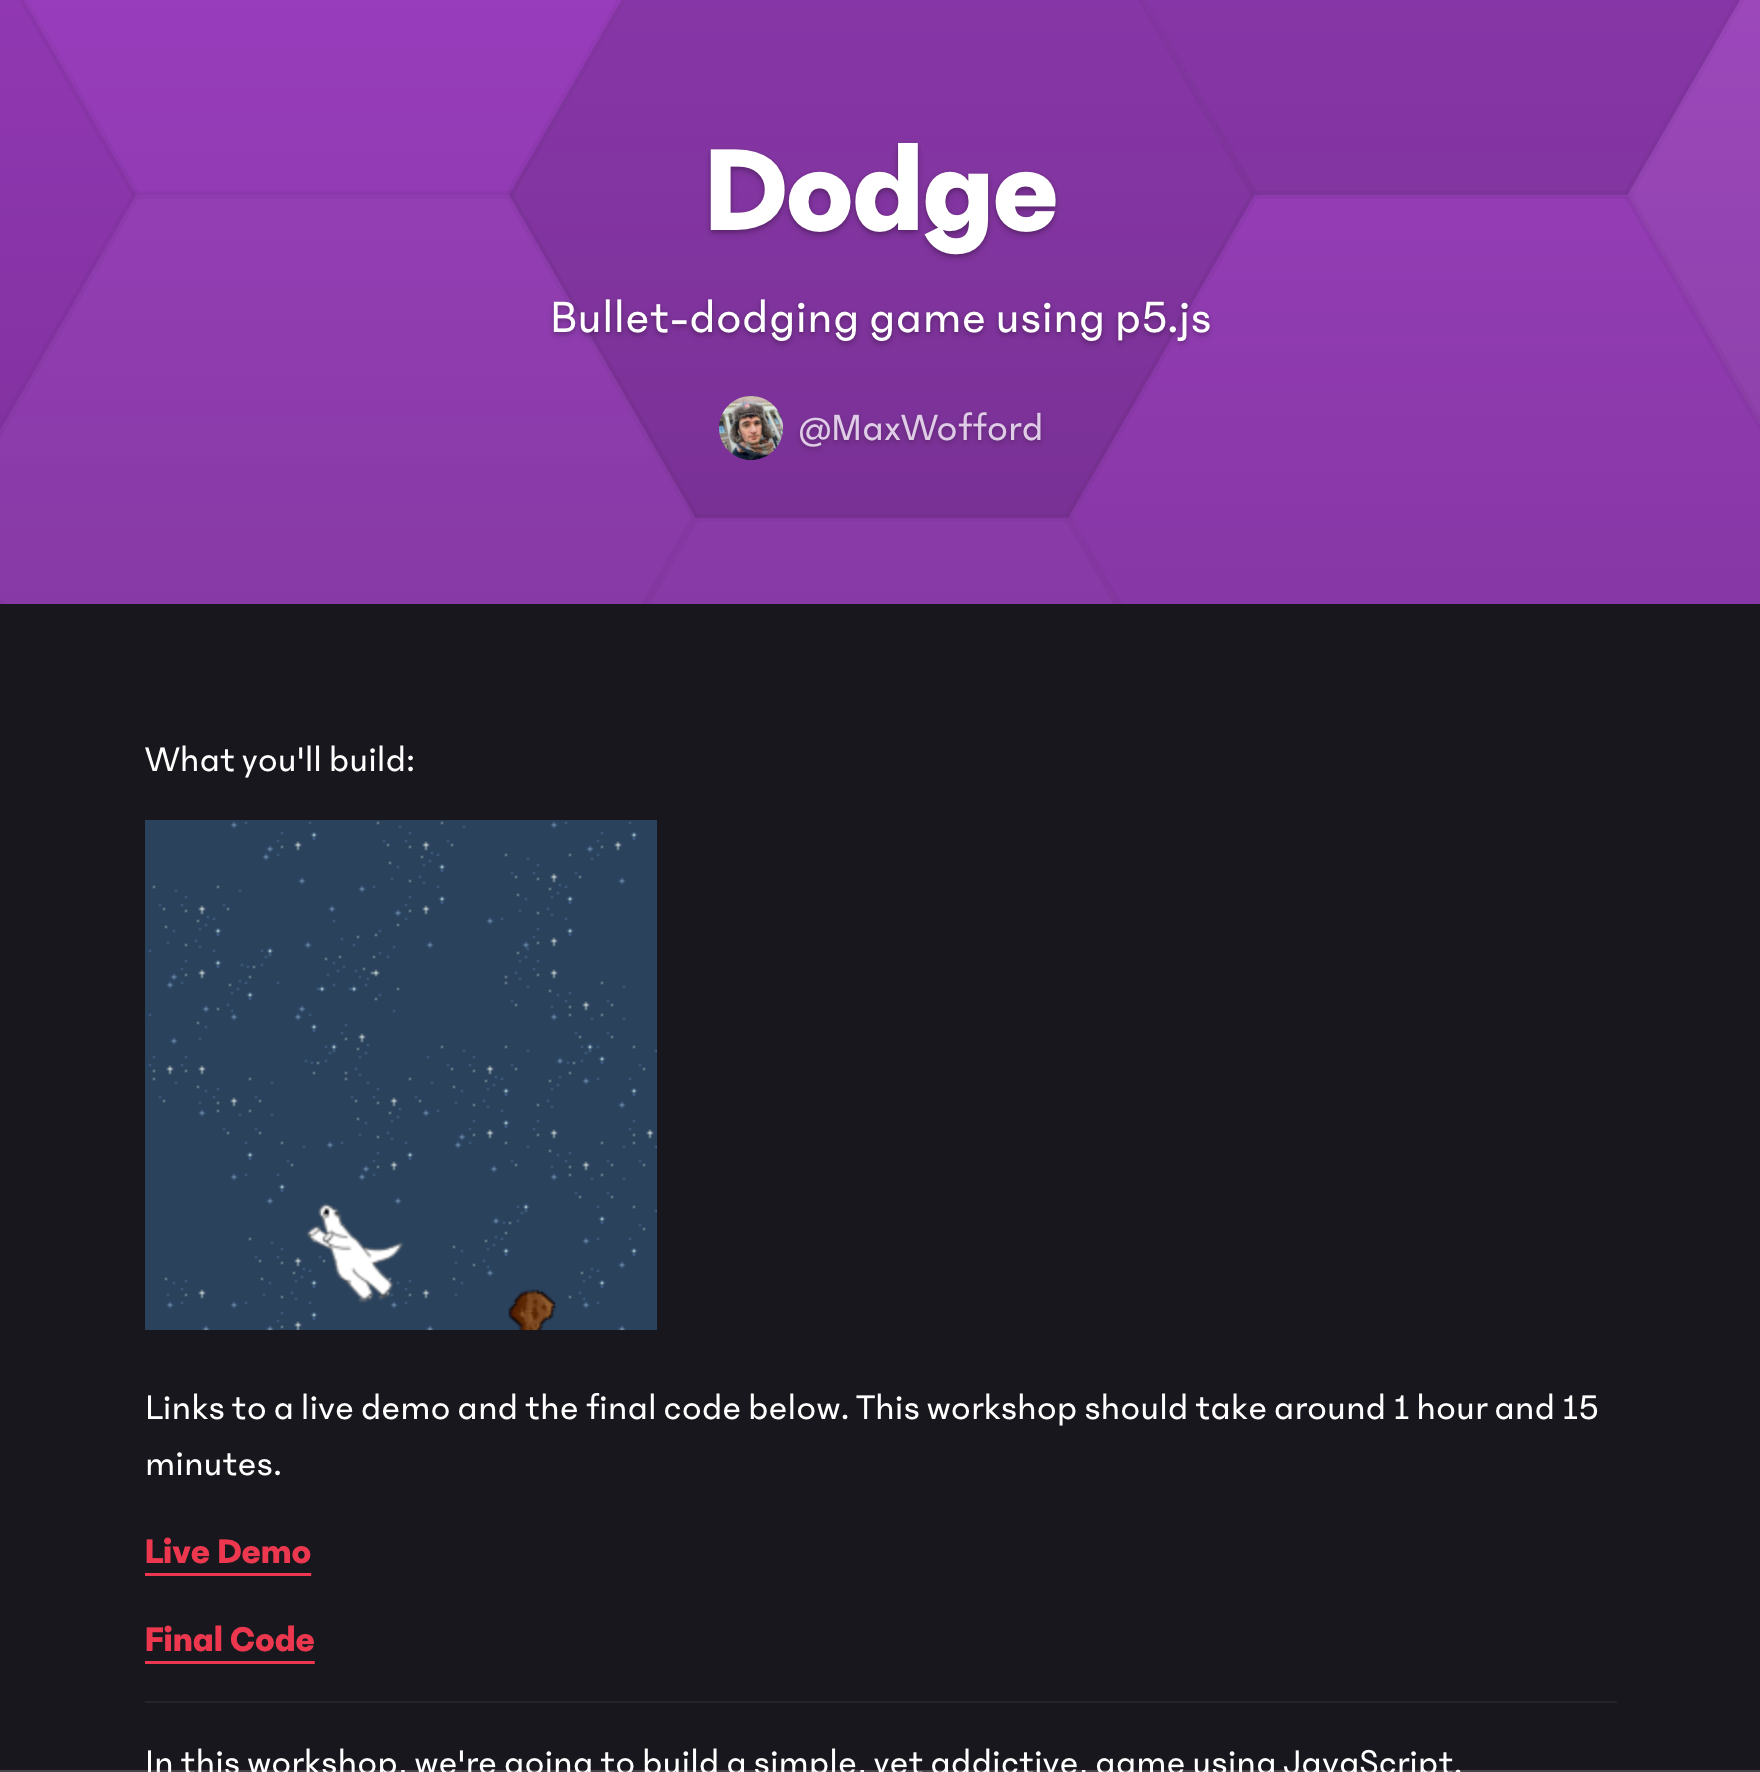 Dodge
Bullet-dodging game using p5.js
@MaxWofford
What you'll build:
Links to a live demo and the final code below. This workshop should take around 1 hour and 15
minutes.
Live Demo
Final Code
In this workshop, we're going to build a simple, yet addictive, game using JavaScript.